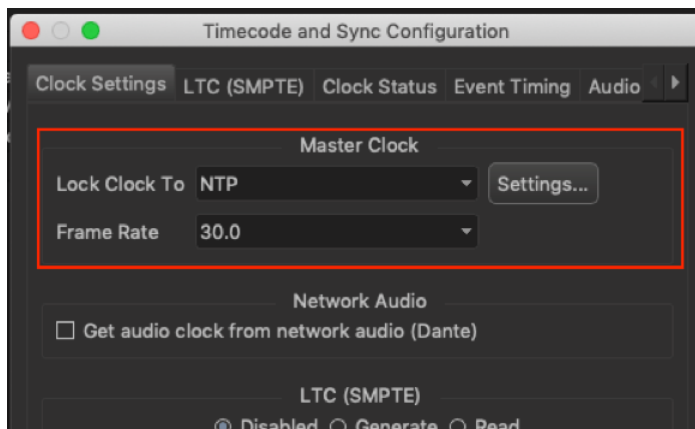 Timecode and Sync Configuration
Clock Settings LTC (SMPTE) Clock Status Event Timing Audio
Master Clock
Lock Clock To NTP Settings...
Frame Rate 30.0
Network Audio
Get audio clock from network audio (Dante)
LTC (SMPTE)
Disabled Generate Read